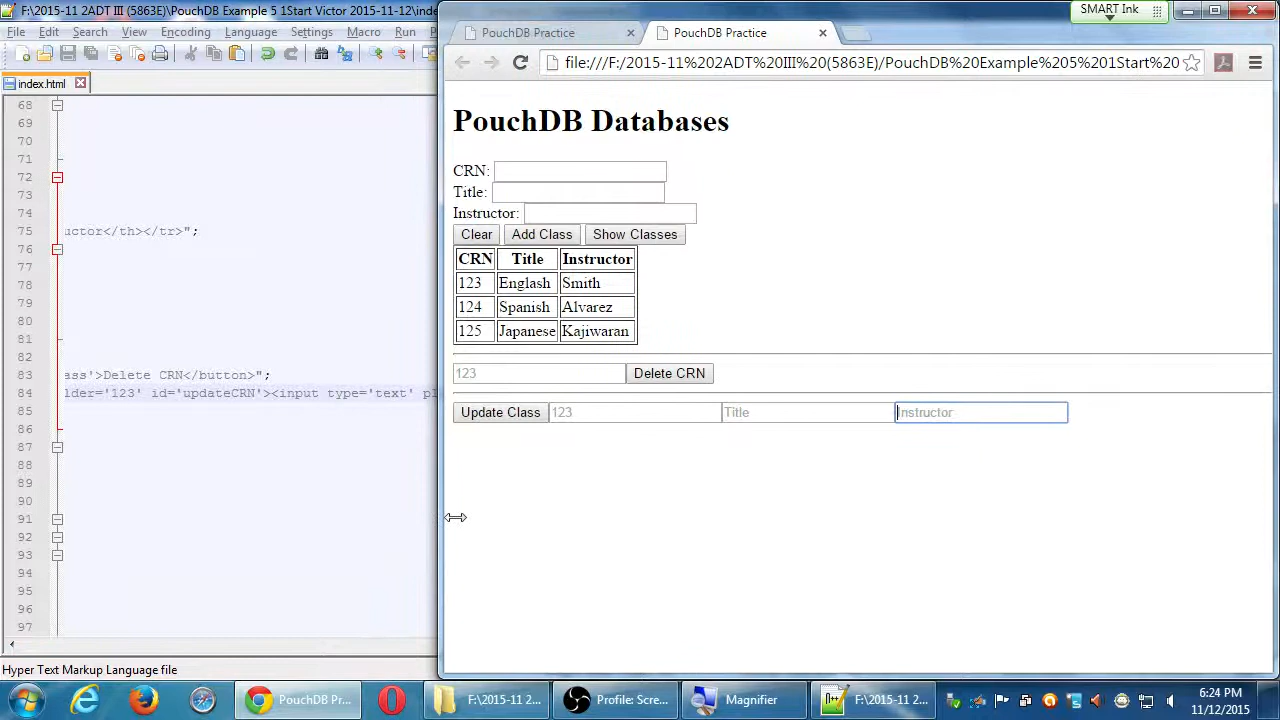 F:\2015-11 2ADT III (5863E)\PouchDB Example 5 1Start Victor 2015-11-12\inde
File Edit Search View Encoding Language Settings Macro Run
index.html
68
69
70
71
72
73
74
75 uctor</th></tr>";
76
77
78
79
80
81
82
83 ass'>Delete CRN</button>";
84 lder='123' id='updateCRN'><input type='text' pl
85
86
87
88
89
90
91
92
93
94
95
96
97
Hyper Text Markup Language file
SMART Ink
PouchDB Practice
PouchDB Practice
file:///F:/2015-11%202ADT%20III%20(5863E)/PouchDB%20Example%205%201Start%20
PouchDB Databases
CRN:
Title:
Instructor:
Clear Add Class Show Classes
CRN Title Instructor
123 Englash Smith
124 Spanish Alvarez
125 Japanese Kajiwaran
123 Delete CRN
Update Class 123 Title Instructor
PouchDB Pr...
F:\2015-11 2...
Profile: Scre...
Magnifier
F:\2015-11 2...
6:24 PM
11/12/2015